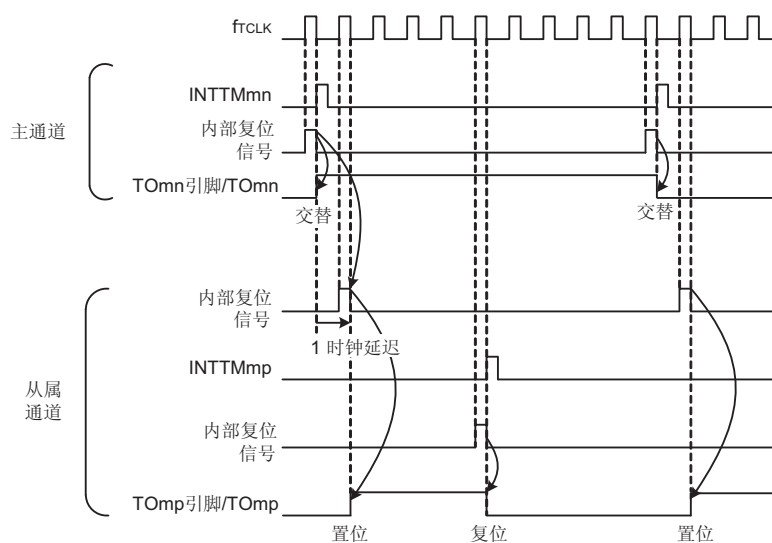 fTCLK
INTTMmn
主通道
内部复位
信号
TOmn引脚/TOmn
交替
交替
内部复位
信号
1 时钟延迟
INTTMmp
从属
通道
内部复位
信号
TOmp引脚/TOmp
置位
复位
置位